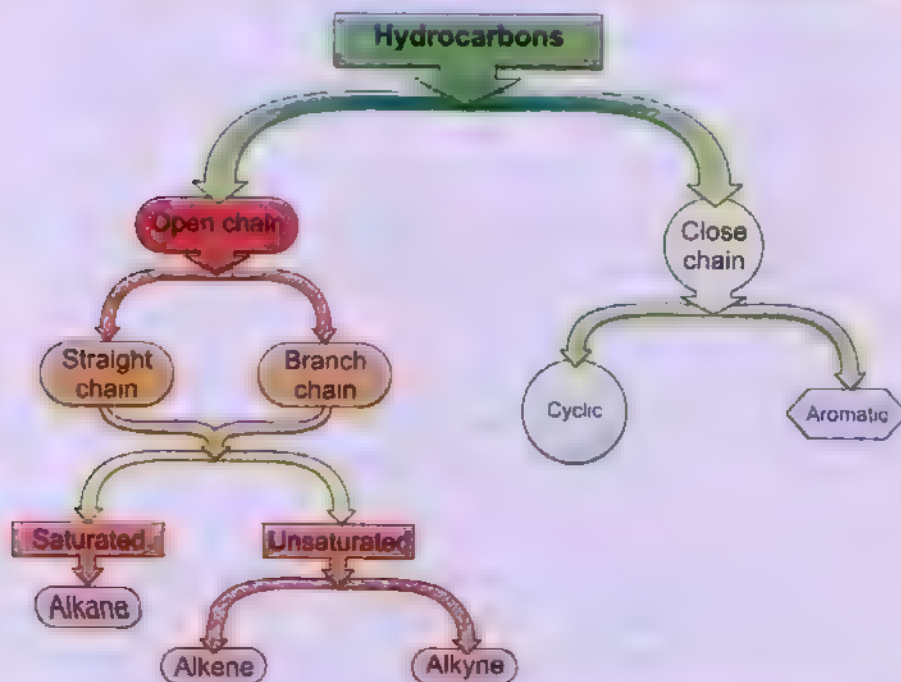 Hydrocarbons
Open chain
Close
chain
Straight
chain
Branch
chain
Cyclic
Aromatic
Saturated
Unsaturated
Alkane
Alkene
Alkyne